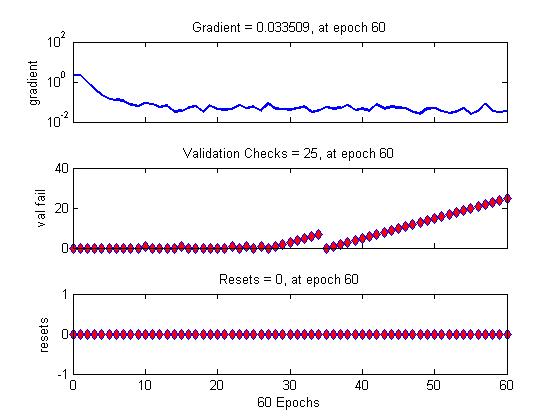 Gradient = 0.033509, at epoch 60
10^2
10^0
10^-2
gradient
Validation Checks = 25, at epoch 60
40
20
0
val fail
Resets = 0, at epoch 60
1
0
-1
resets
0 10 20 30 40 50 60
60 Epochs